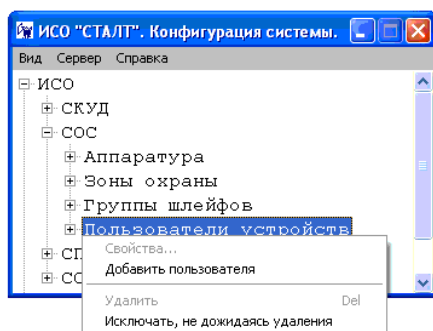 ИСО "СТАЛТ". Конфигурация системы.
Вид Сервер Справка
ИСО
СКУД
СОС
Аппаратура
Зоны охраны
Группы шлейфов
Пользователи устройств
Свойства...
Добавить пользователя
Удалить Del
Исключать, не дожидаясь удаления